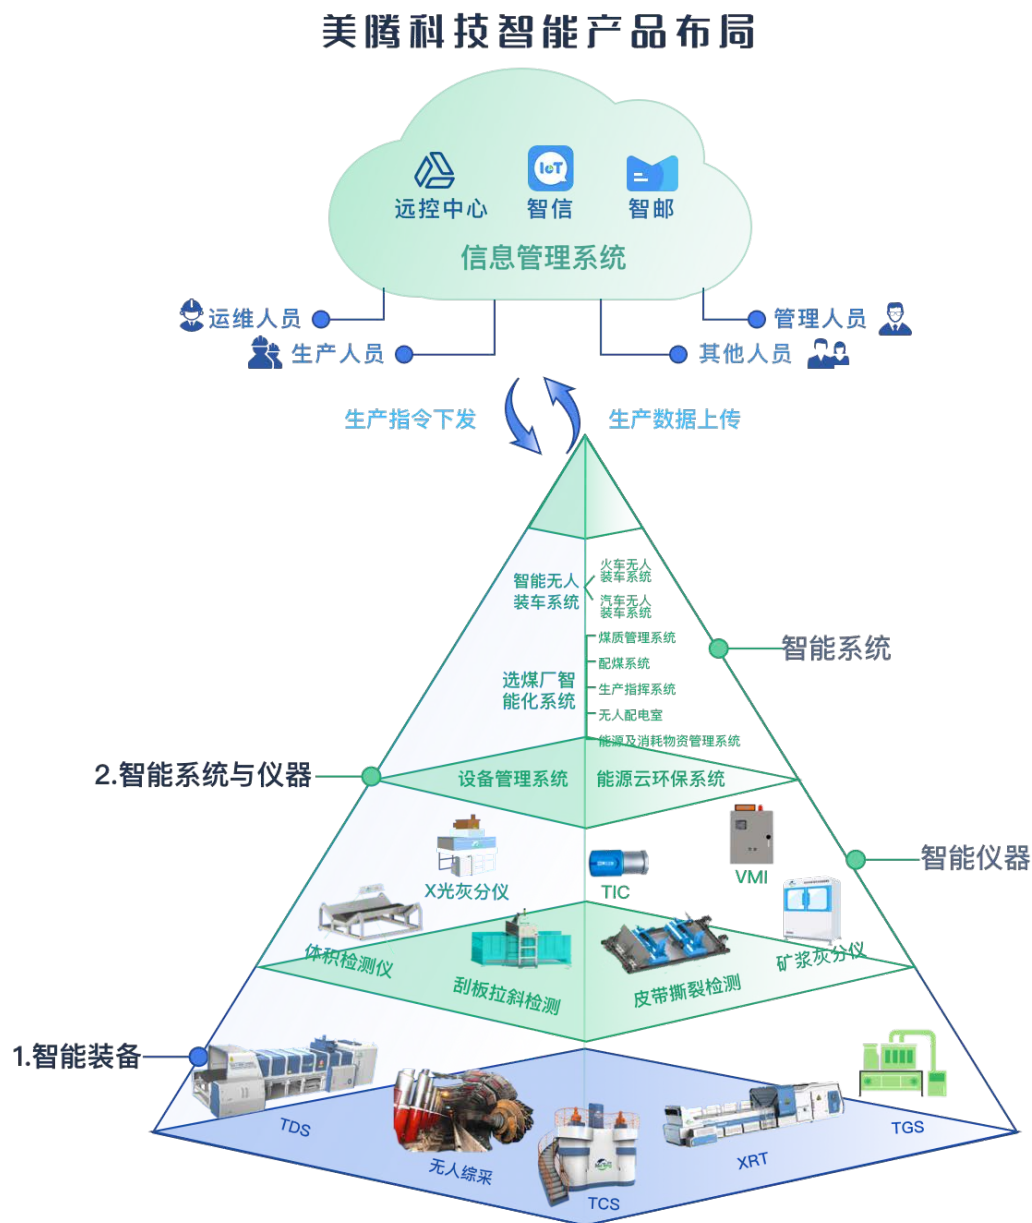 美腾科技智能产品布局
IoT
远控中心
智信
智邮
信息管理系统
运维人员
管理人员
生产人员
其他人员
生产指令下发
生产数据上传
智能无人
装车系统
火车无人
装车系统
汽车无人
装车系统
选煤厂智
能化系统
煤质管理系统
配煤系统
生产指挥系统
无人配电室
能源及消耗物资管理系统
智能系统
2.智能系统与仪器
设备管理系统
能源云环保系统
智能仪器
X光灰分仪
TIC
VMI
体积检测仪
刮板拉斜检测
皮带撕裂检测
矿浆灰分仪
1.智能装备
TDS
无人综采
TCS
XRT
TGS